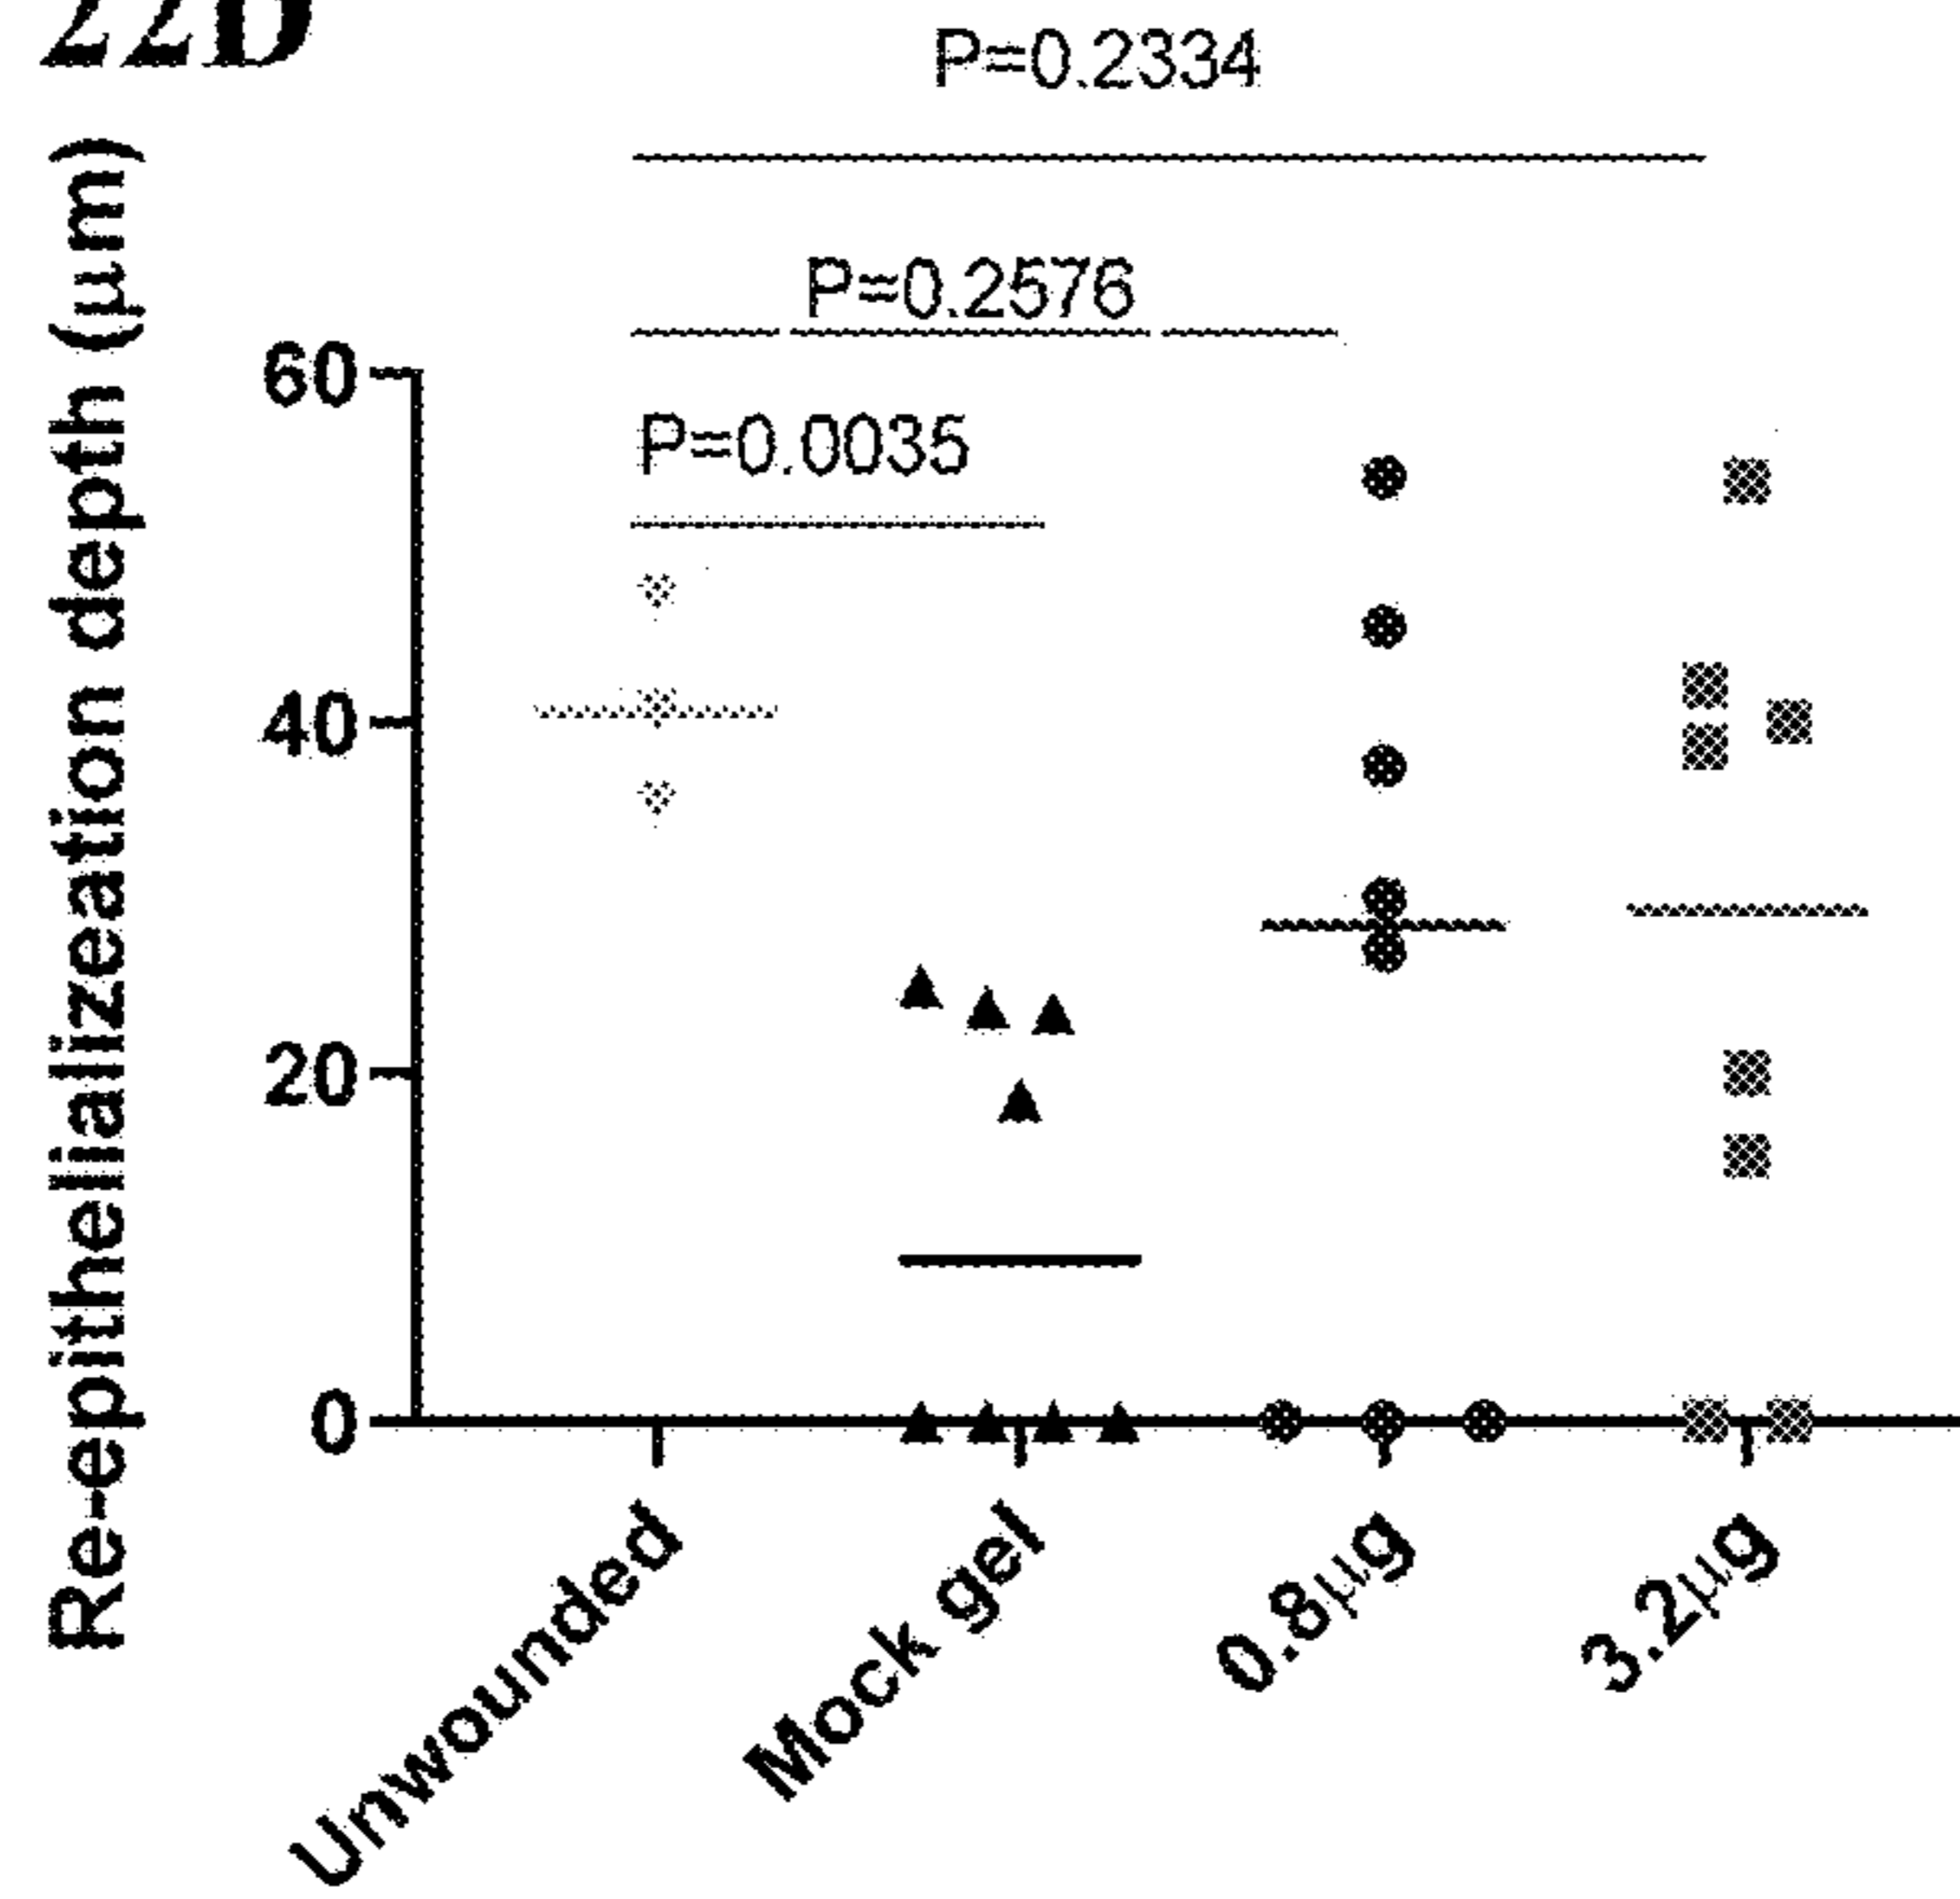 22D
P=0.2334
P=0.2576
P=0.0035
Re-epithelializeation depth (μm)
60
40
20
0
Unwounded
Mock gel
0.8μg
3.2μg